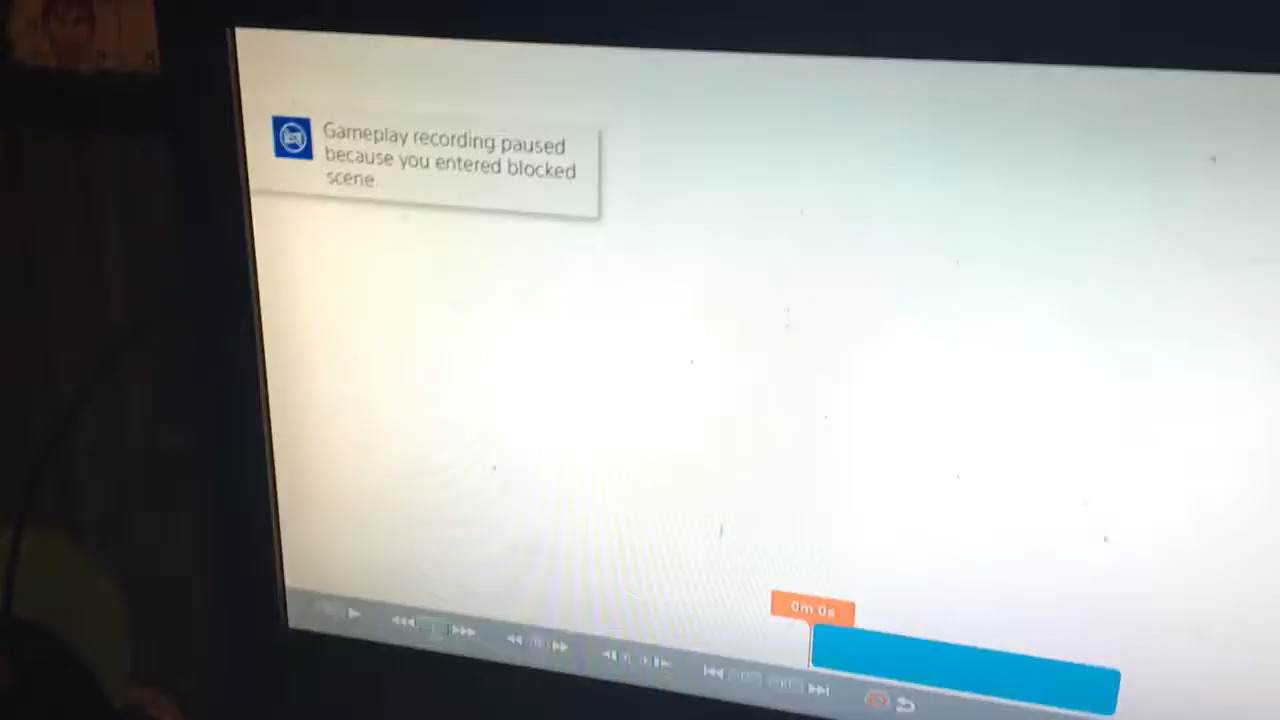 Gameplay recording paused
because you entered blocked
scene.
0m 0s